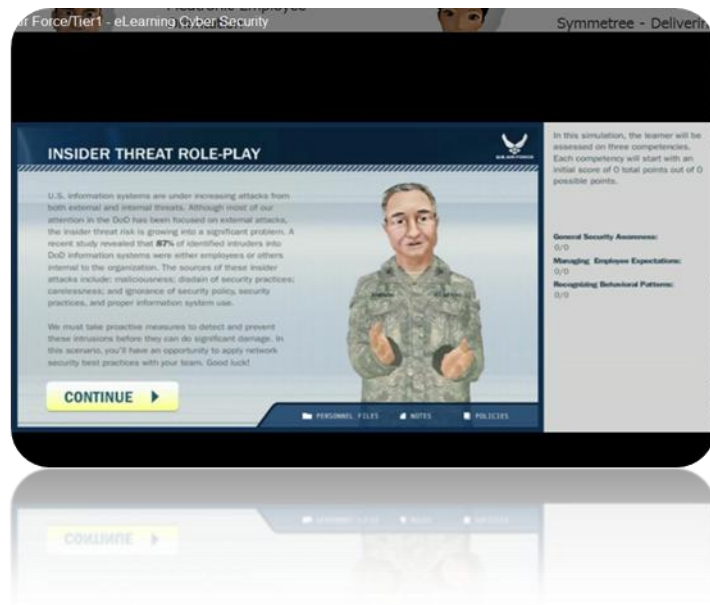 ir Force/Tier1 - eLearning Cyber Security
Electronic Employee
Symmetree - Deliverin
INSIDER THREAT ROLE-PLAY
U.S. AIR FORCE
U.S. information systems are under increasing attacks from
both external and internal threats. Although most of our
attention in the DoD has been focused on external attacks,
the insider threat risk is growing into a significant problem. A
recent study revealed that 87% of identified intruders into
DoD information systems were either employees or others
internal to the organization. The sources of these insider
attacks include: maliciousness; disdain of security practices;
carelessness; and ignorance of security policy, security
practices, and proper information system use.
We must take proactive measures to detect and prevent
these intrusions before they can do significant damage. In
this scenario, you'll have an opportunity to apply network
security best practices with your team. Good luck!
CONTINUE
PERSONNEL FILES
NOTES
POLICIES
In this simulation, the learner will be
assessed on three competencies.
Each competency will start with an
initial score of 0 total points out of 0
possible points.
General Security Awareness:
0/0
Managing Employee Expectations:
0/0
Recognizing Behavioral Patterns:
0/0